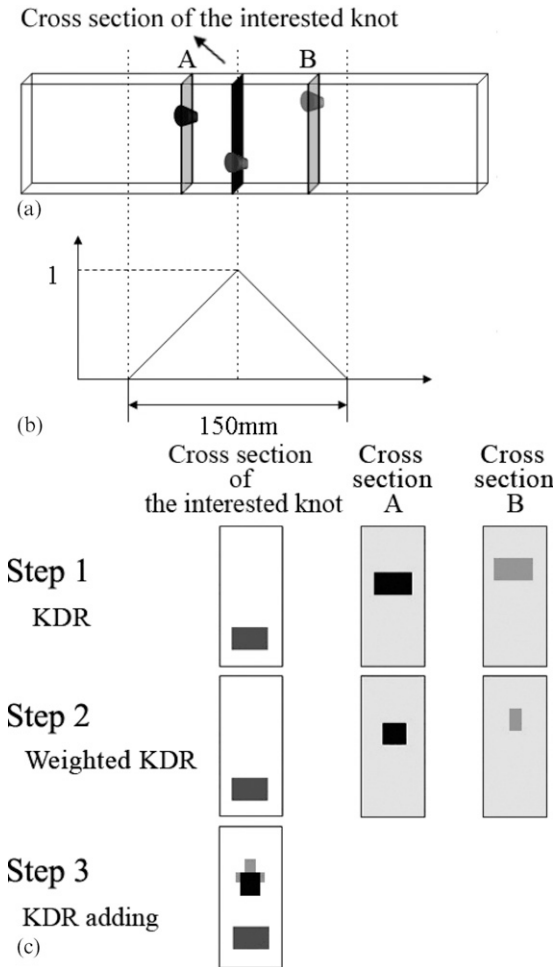 Cross section of the interested knot
A
B
(a)
1
(b)
150mm
Cross section
of
the interested knot
Cross
section
A
Cross
section
B
Step 1
KDR
Step 2
Weighted KDR
Step 3
KDR adding
(c)